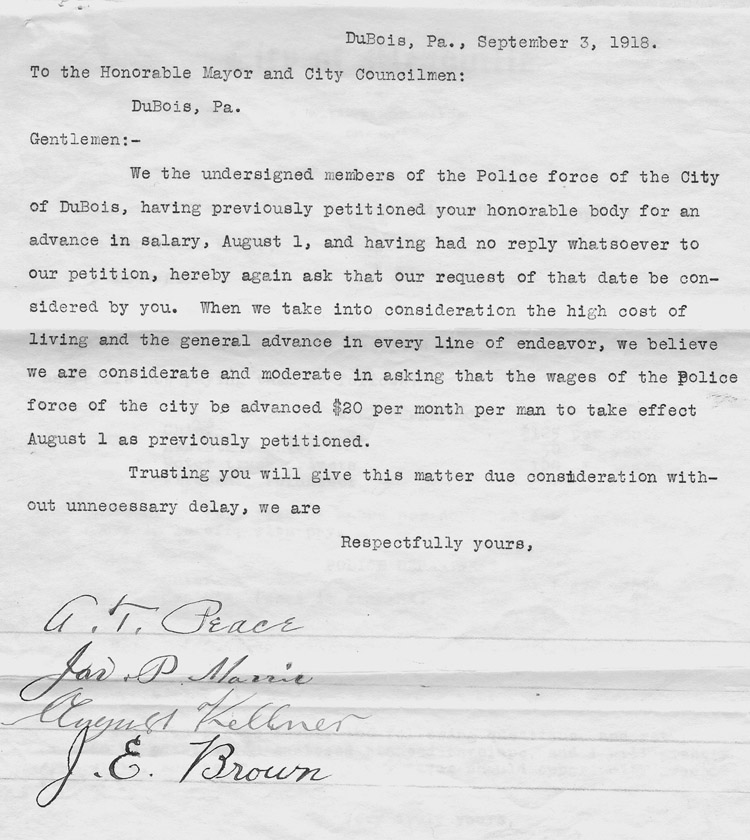 DuBois, Pa., September 3, 1918.
To the Honorable Mayor and City Councilmen:
DuBois, Pa.
Gentlemen:-
We the undersigned members of the Police force of the City
of DuBois, having previously petitioned your honorable body for an
advance in salary, August 1, and having had no reply whatsoever to
our petition, hereby again ask that our request of that date be con-
sidered by you. When we take into consideration the high cost of
living and the general advance in every line of endeavor, we believe
we are considerate and moderate in asking that the wages of the Police
force of the city be advanced $20 per month per man to take effect
August 1 as previously petitioned.
Trusting you will give this matter due consideration with-
out unnecessary delay, we are
Respectfully yours,
A. T. Peace
Jas. P. Morris
August Kellner
J. E. Brown